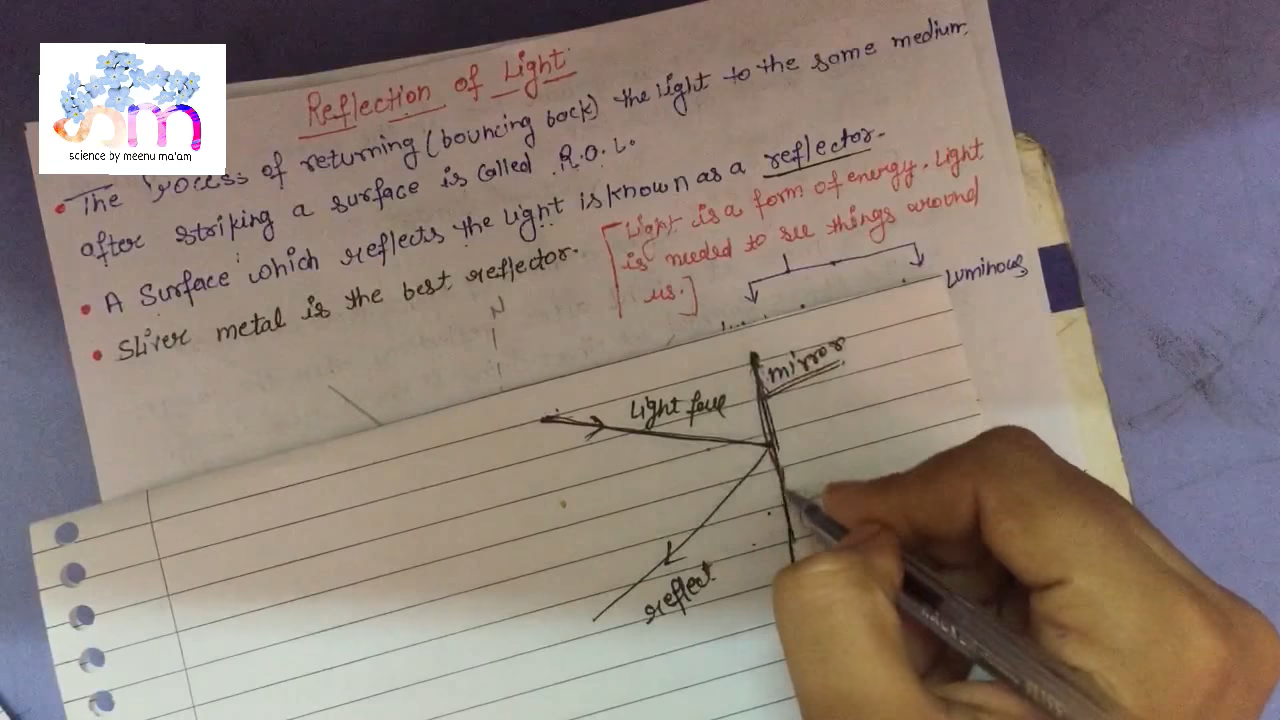 Reflection of Light
• The Process of returning (bouncing back) the light to the same medium
after striking a surface is called R.O.L.
• A Surface which reflects the Light is known as a reflector.
• Sliver metal is the best reflector.
[Light is a form of energy. Light
is needed to see things around
us.]
Luminous
N
mirror
Light
reflect
sm
science by meenu ma'am